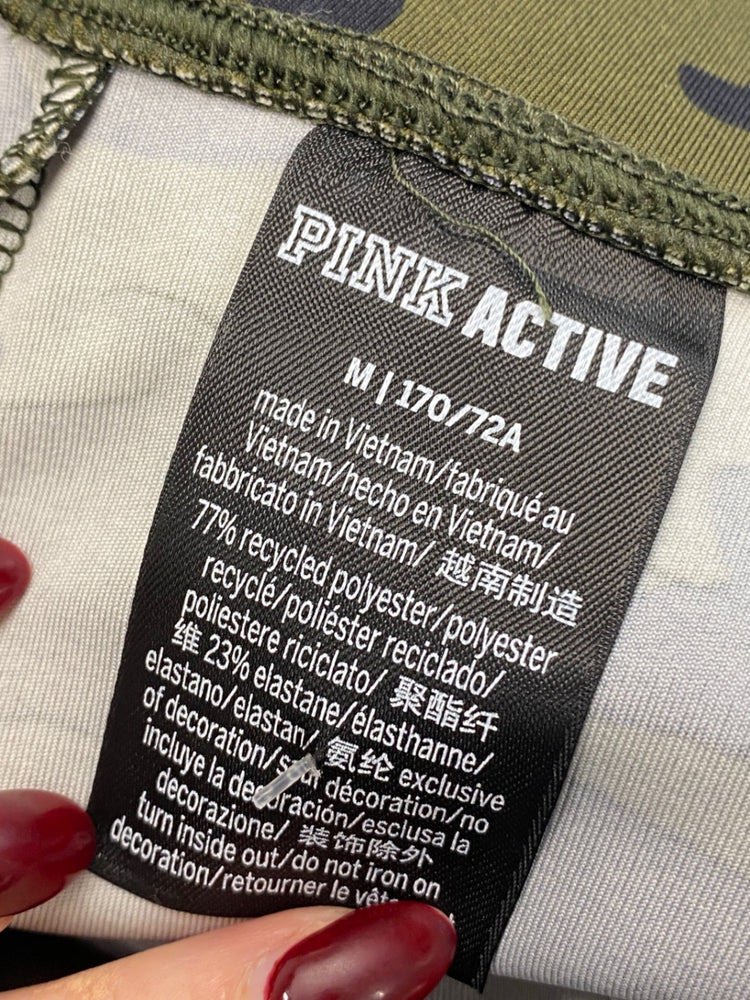 PINK ACTIVE
M | 170/72A
made in Vietnam/fabriqué au
Vietnam/hecho en Vietnam/
fabbricato in Vietnam/ 越南制造
77% recycled polyester/polyester
recyclé/poliéster reciclado/
poliestere riciclato/ 聚酯纤
维 23% elastane/élasthanne/
elastano/elastan/ 氨纶 exclusive
of decoration/sauf décoration/no
incluye la decoración/esclusa la
decorazione/ 装饰除外
turn inside out/do not iron on
decoration/retourner le